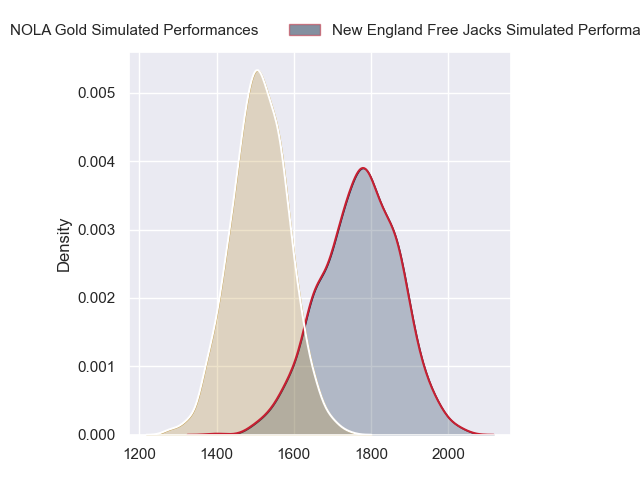 NOLA Gold Simulated Performances
New England Free Jacks Simulated Performa
0.005
0.004
0.003
0.002
0.001
0.000
Density
1200 1400 1600 1800 2000